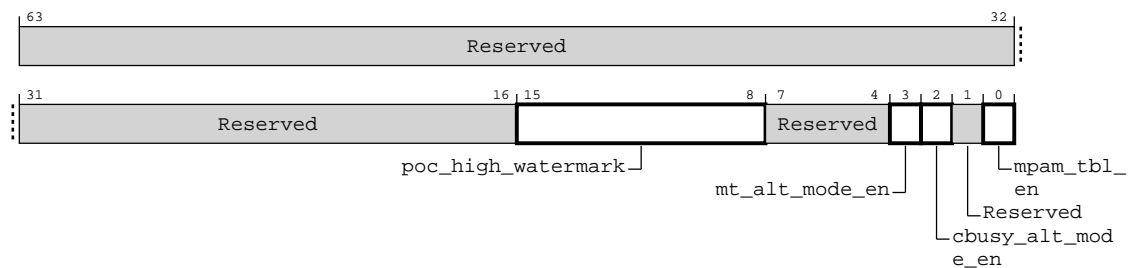 63 32
Reserved
31 16 15 8 7 4 3 2 1 0
Reserved Reserved
poc_high_watermark mpam_tbl_
mt_alt_mode_en en
Reserved
cbusy_alt_mod
e_en